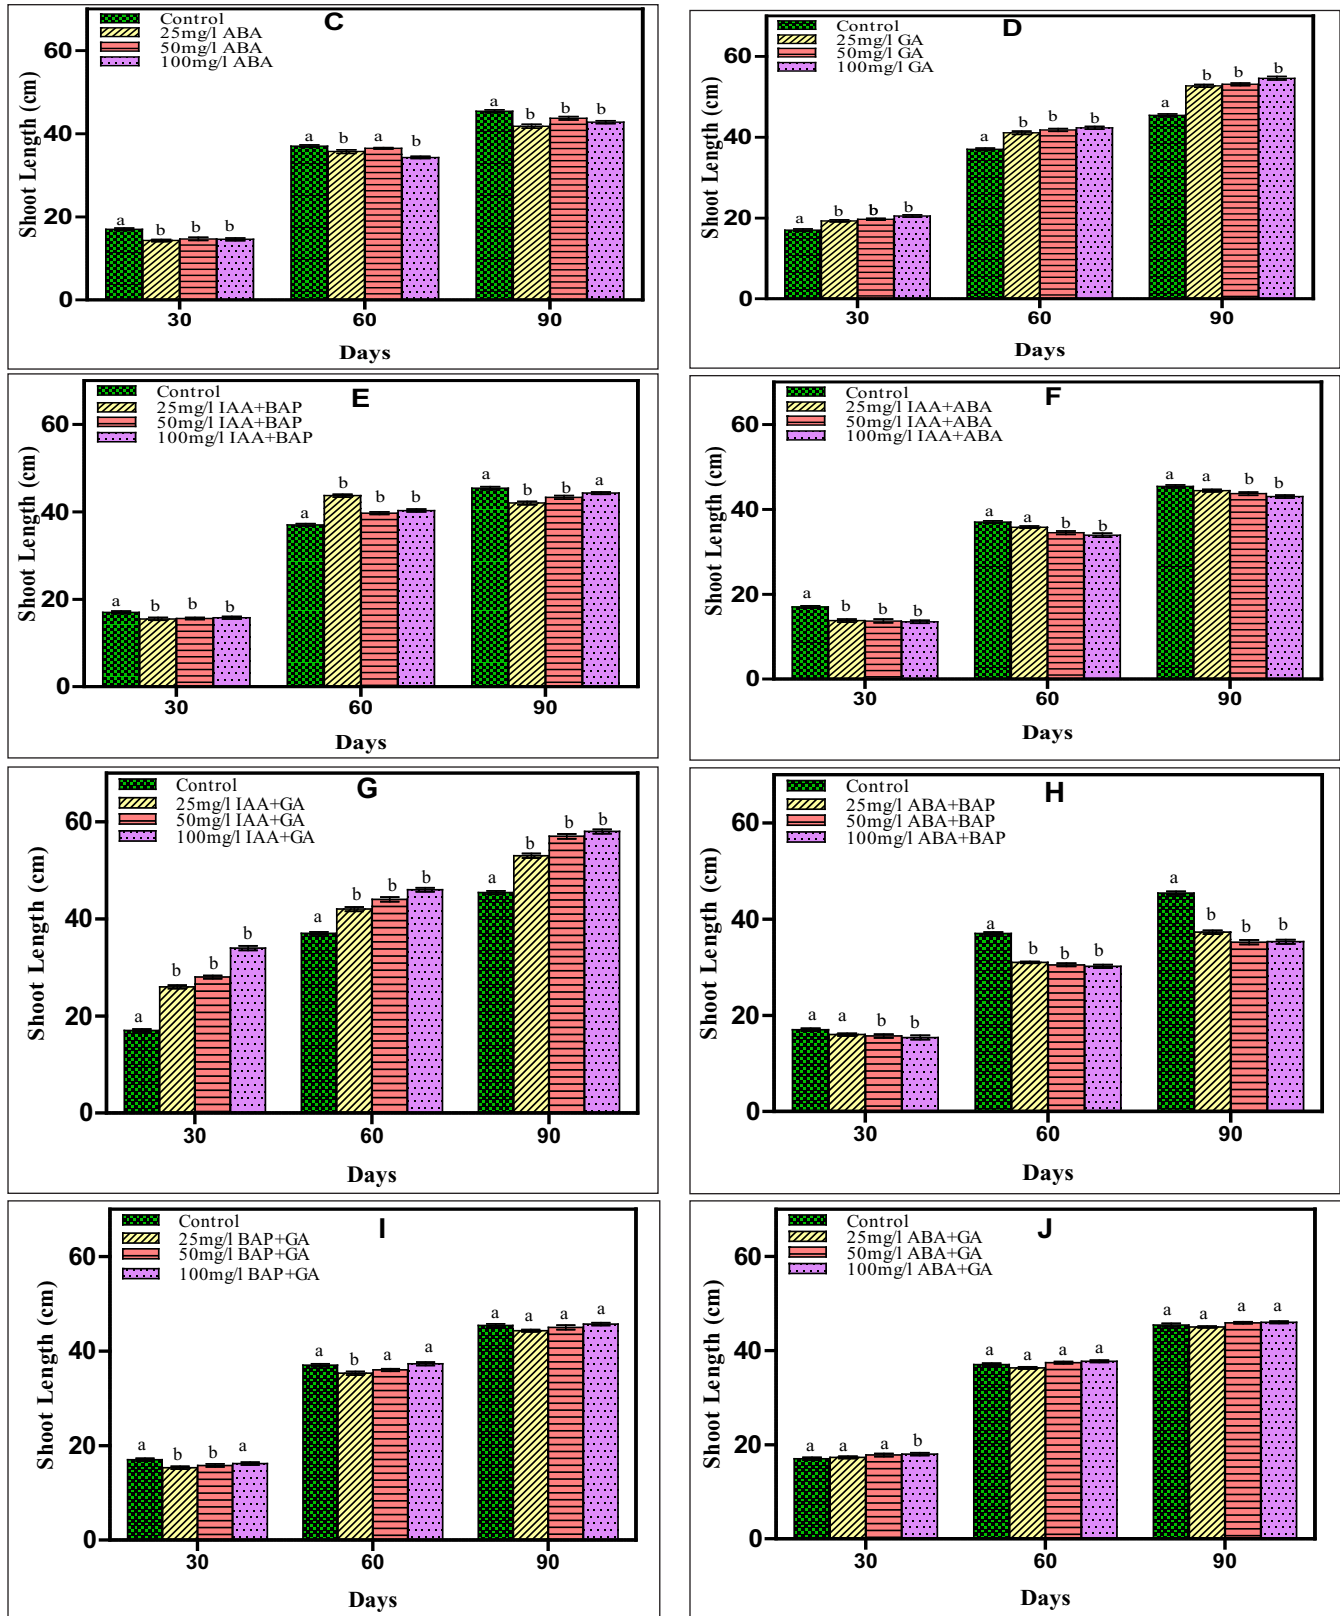 C
Control
25mg/l ABA
50mg/l ABA
100mg/l ABA
Shoot Length (cm)
60
40
20
0
a b b b
a b a b
a b b b
30 60 90
Days
D
Control
25mg/l GA
50mg/l GA
100mg/l GA
Shoot Length (cm)
60
40
20
0
a b b b
a b b b
a b b b
30 60 90
Days
E
Control
25mg/l IAA+BAP
50mg/l IAA+BAP
100mg/l IAA+BAP
Shoot Length (cm)
60
40
20
0
a b b b
a b b b
a b b a
30 60 90
Days
F
Control
25mg/l IAA+ABA
50mg/l IAA+ABA
100mg/l IAA+ABA
Shoot Length (cm)
60
40
20
0
a b b b
a a b b
a a b b
30 60 90
Days
G
Control
25mg/l IAA+GA
50mg/l IAA+GA
100mg/l IAA+GA
Shoot Length (cm)
60
40
20
0
a b b b
a b b b
a b b b
30 60 90
Days
H
Control
25mg/l ABA+BAP
50mg/l ABA+BAP
100mg/l ABA+BAP
Shoot Length (cm)
60
40
20
0
a a b b
a b b b
a b b b
30 60 90
Days
I
Control
25mg/l BAP+GA
50mg/l BAP+GA
100mg/l BAP+GA
Shoot Length (cm)
60
40
20
0
a b b a
a b a a
a a a a
30 60 90
Days
J
Control
25mg/l ABA+GA
50mg/l ABA+GA
100mg/l ABA+GA
Shoot Length (cm)
60
40
20
0
a a a b
a a a a
a a a a
30 60 90
Days